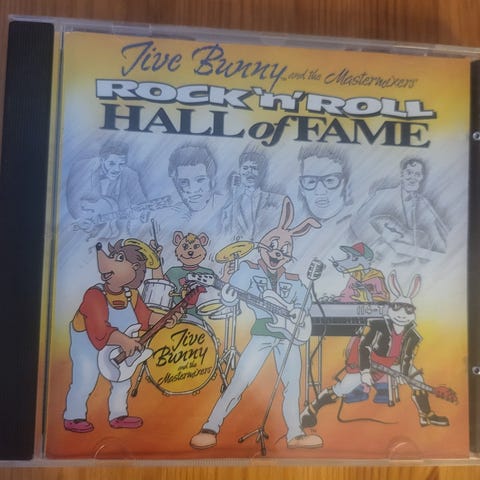 Jive Bunny and the Mastermixers
ROCK 'n' ROLL
HALL of FAME
Jive
Bunny
and the
Mastermixers